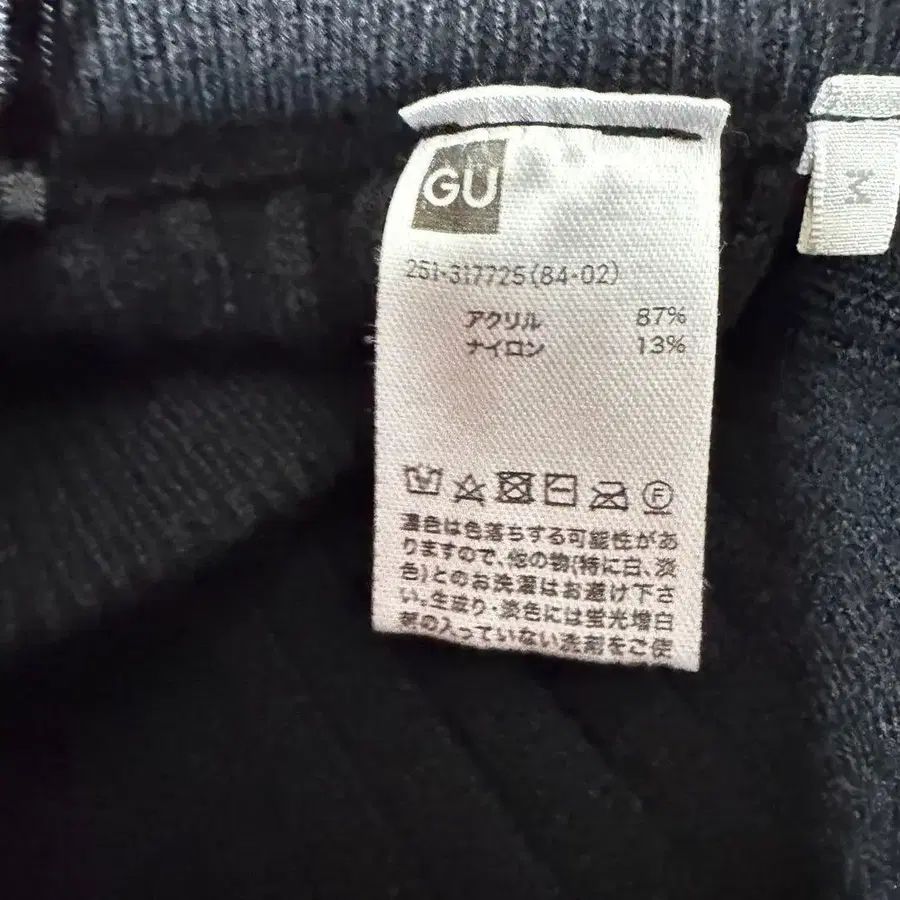 GU
251-317725(84-02)
アクリル 87%
ナイロン 13%
F
濃色は色落ちする可能性があ
りますので、他の物(特に白、淡
色)とのお洗濯はお避け下さ
い。生成り・淡色には蛍光増白
剤の入っていない洗剤をご使
M